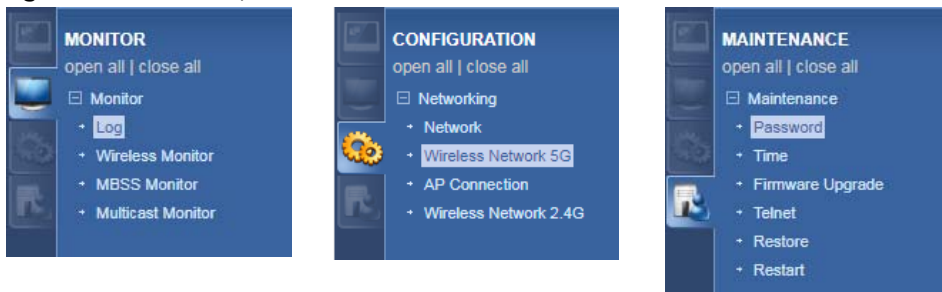 MONITOR
open all | close all
Monitor
Log
Wireless Monitor
MBSS Monitor
Multicast Monitor
CONFIGURATION
open all | close all
Networking
Network
Wireless Network 5G
AP Connection
Wireless Network 2.4G
MAINTENANCE
open all | close all
Maintenance
Password
Time
Firmware Upgrade
Telnet
Restore
Restart